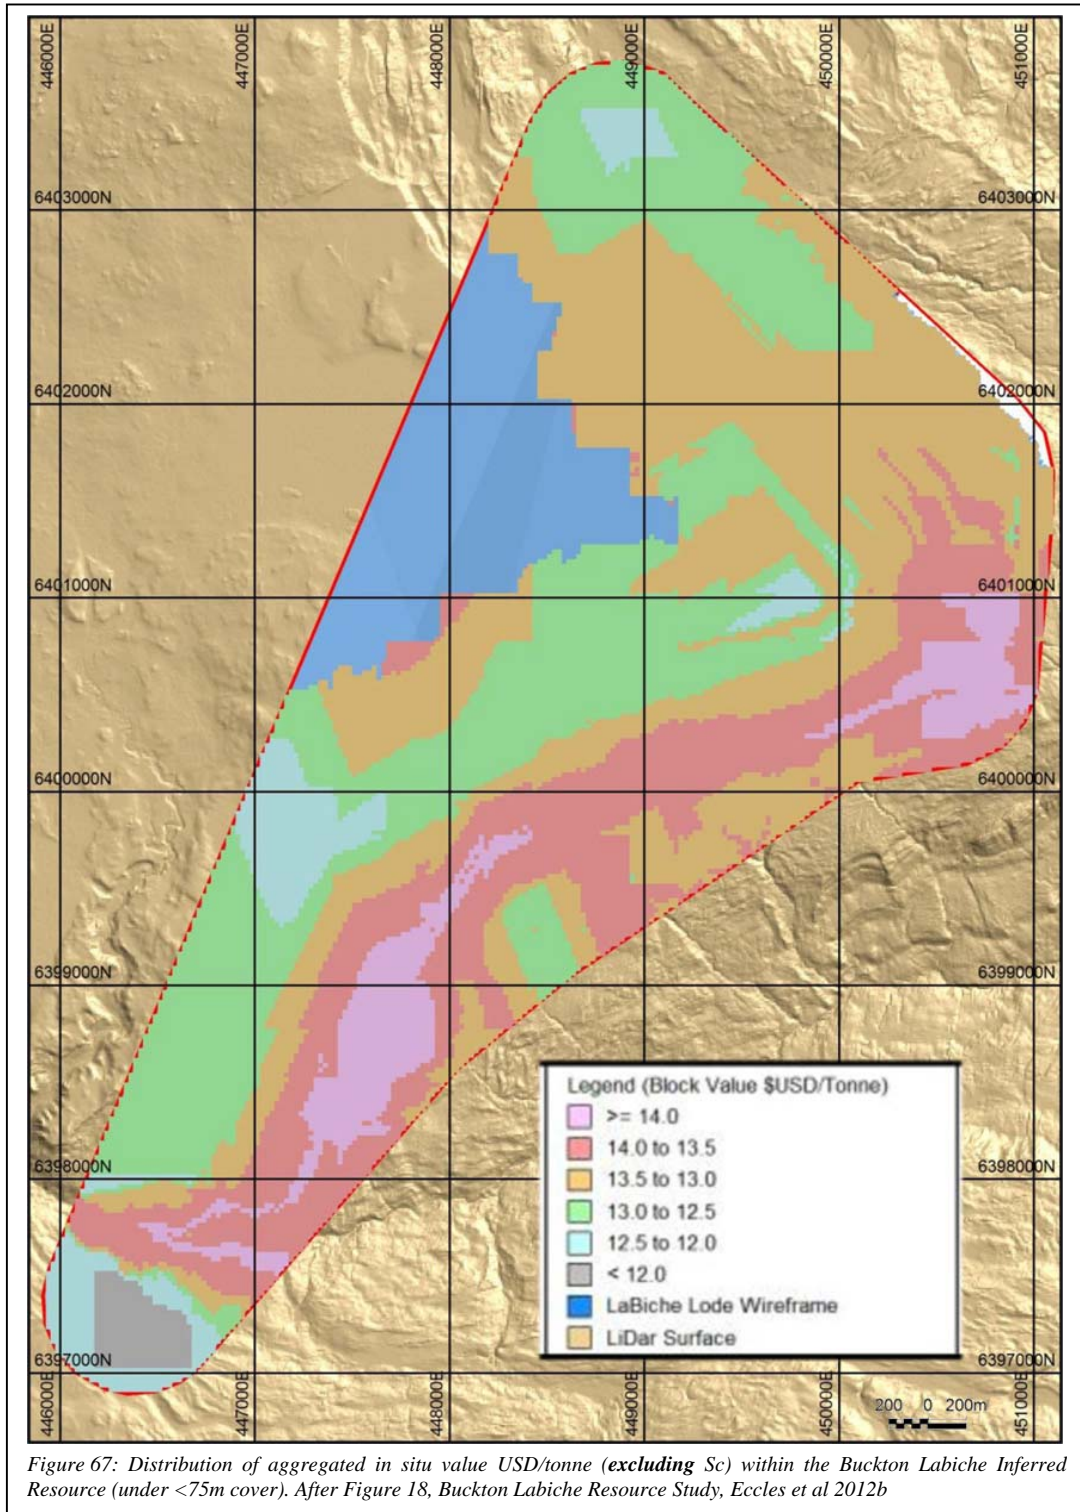 446000E
447000E
448000E
449000E
450000E
451000E
6403000N
6403000N
6402000N
6402000N
6401000N
6401000N
6400000N
6400000N
6399000N
6399000N
Legend (Block Value $USD/Tonne)
>= 14.0
14.0 to 13.5
13.5 to 13.0
13.0 to 12.5
12.5 to 12.0
< 12.0
LaBiche Lode Wireframe
LiDar Surface
6398000N
6398000N
6397000N
6397000N
446000E
447000E
448000E
449000E
450000E
451000E
200 0 200m
Figure 67: Distribution of aggregated in situ value USD/tonne (excluding Sc) within the Buckton Labiche Inferred
Resource (under <75m cover). After Figure 18, Buckton Labiche Resource Study, Eccles et al 2012b